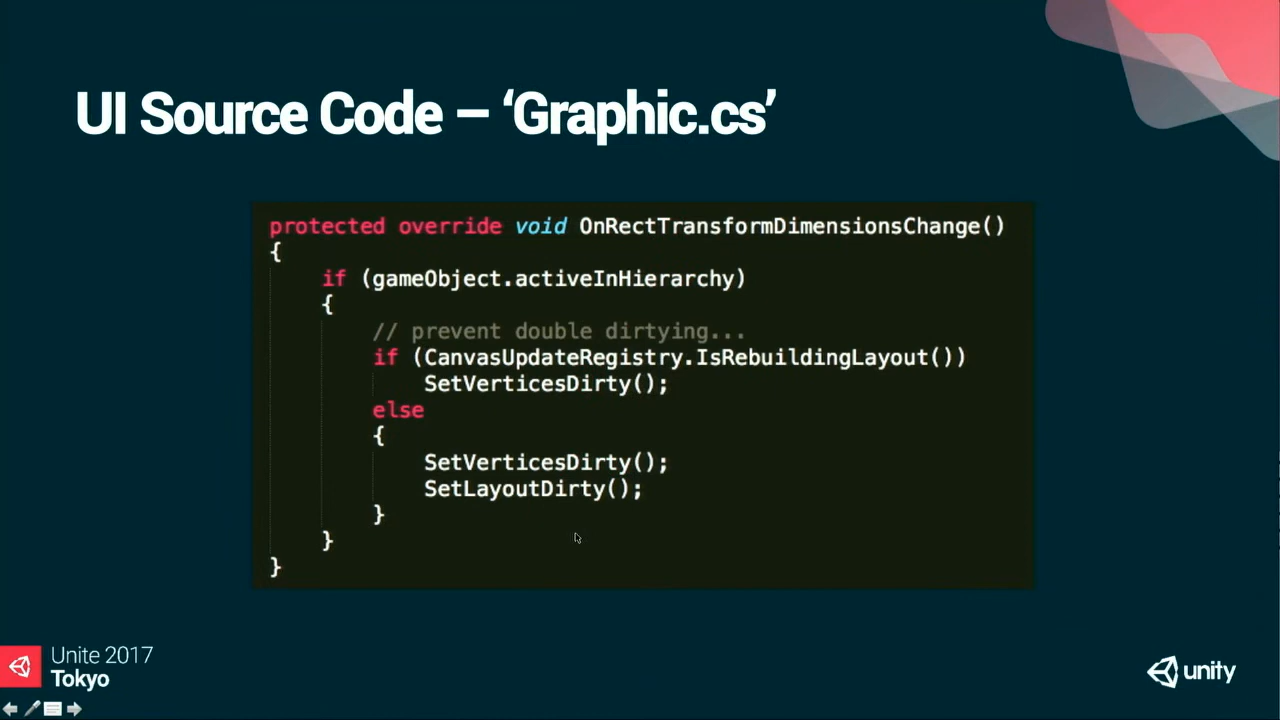 UI Source Code – ‘Graphic.cs’
protected override void OnRectTransformDimensionsChange()
{
    if (gameObject.activeInHierarchy)
    {
        // prevent double dirtying...
        if (CanvasUpdateRegistry.IsRebuildingLayout())
            SetVerticesDirty();
        else
        {
            SetVerticesDirty();
            SetLayoutDirty();
        }
    }
}
Unite 2017
Tokyo
unity